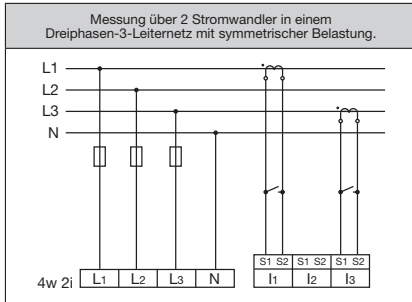 Messung über 2 Stromwandler in einem
Dreiphasen-3-Leiternetz mit symmetrischer Belastung.
L1
L2
L3
N
S1 S2 S1 S2 S1 S2
4w 2i L1 L2 L3 N I1 I2 I3